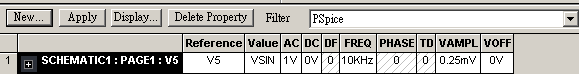 New... Apply Display... Delete Property Filter PSpice
Reference Value AC DC DF FREQ PHASE TD VAMPL VOFF
1 SCHEMATIC1 : PAGE1 : V5 V5 VSIN 1V 0V 0 10KHz 0 0 0.25mV 0V